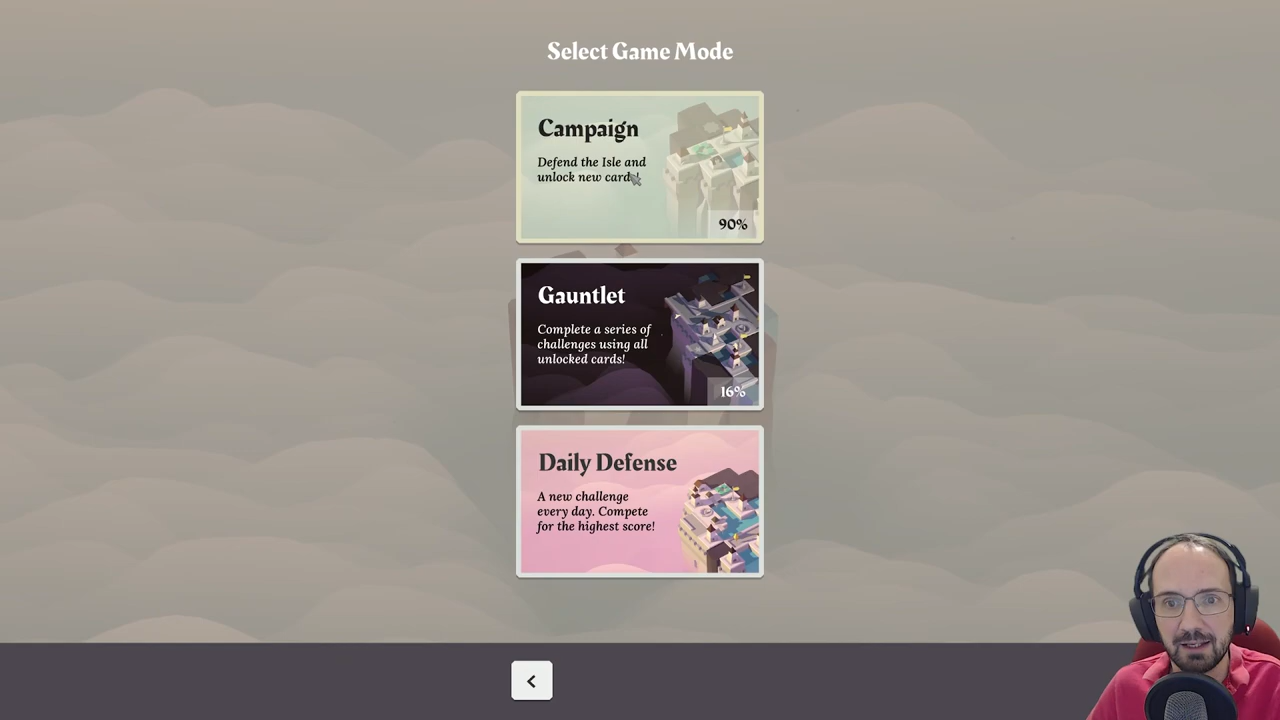 Select Game Mode
Campaign
Defend the Isle and
unlock new cards!
90%
Gauntlet
Complete a series of
challenges using all
unlocked cards!
16%
Daily Defense
A new challenge
every day. Compete
for the highest score!